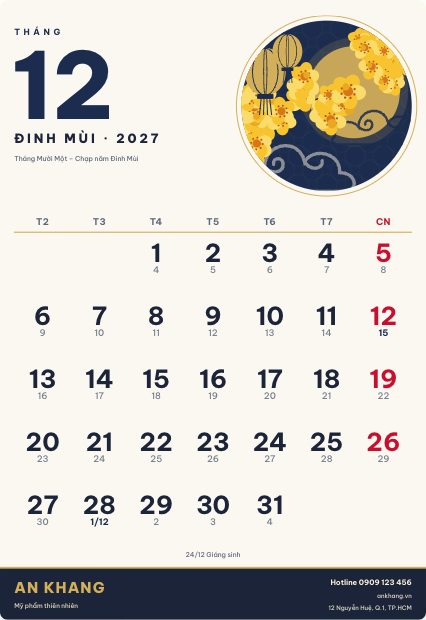 THÁNG
12
ĐINH MÙI · 2027
Tháng Mười Một – Chạp năm Đinh Mùi
T2 T3 T4 T5 T6 T7 CN
1 2 3 4 5
4 5 6 7 8
6 7 8 9 10 11 12
9 10 11 12 13 14 15
13 14 15 16 17 18 19
16 17 18 19 20 21 22
20 21 22 23 24 25 26
23 24 25 26 27 28 29
27 28 29 30 31
30 1/12 2 3 4
24/12 Giáng sinh
AN KHANG
Mỹ phẩm thiên nhiên
Hotline 0909 123 456
ankhang.vn
12 Nguyễn Huệ, Q.1, TP.HCM